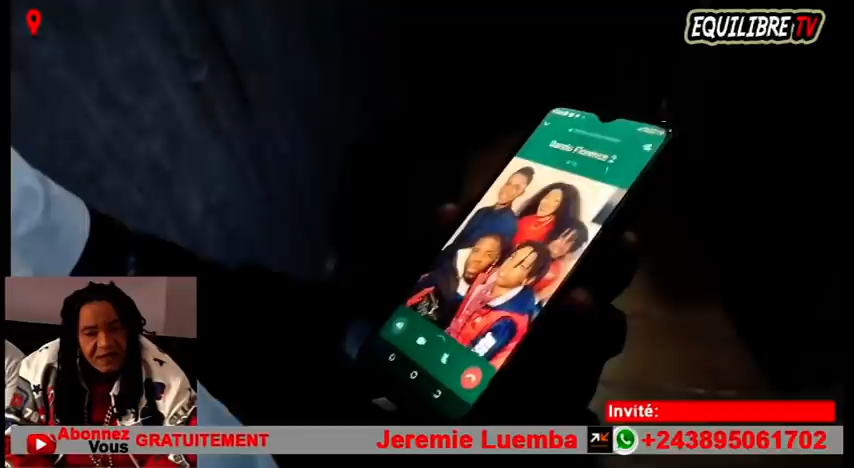 EQUILIBRE TV
Invité:
Abonnez
Vous
GRATUITEMENT
Jeremie Luemba
+243895061702